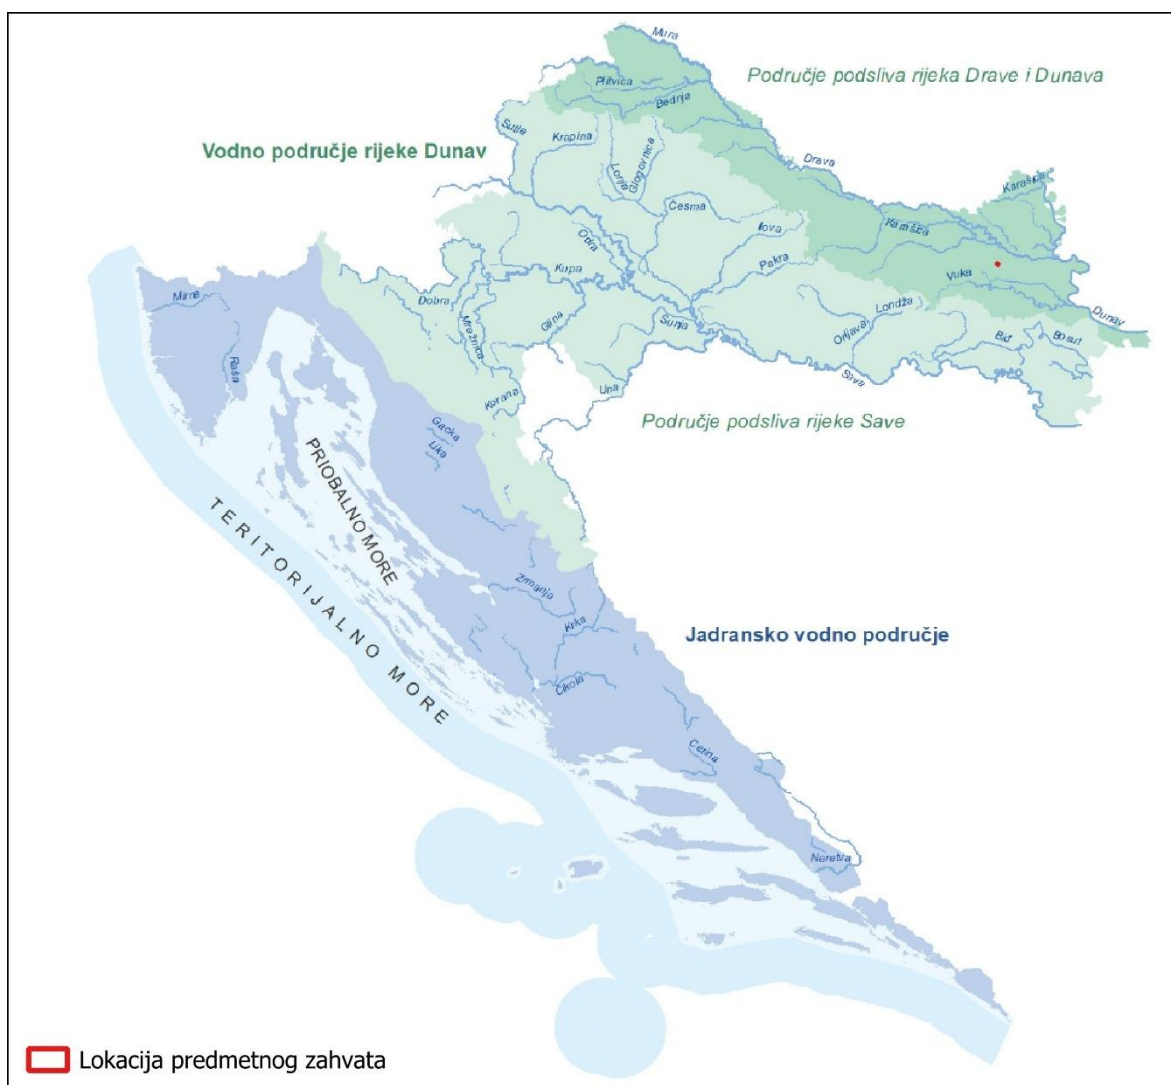 Mura
Područje podsliva rijeka Drave i Dunava
Plitvica
Bednja
Sutla
Krapina
Vodno područje rijeke Dunav
Lonja
Glogovnica
Drava
Karašica
Česma
Ilova
Karašica
Odra
Pakra
Vuka
Kupa
Dobra
Mirna
Londža
Dunav
Mrežnica
Glina
Sunja
Orljava
Biđ
Bosut
Raša
Una
Sava
Korana
Područje podsliva rijeke Save
Gacka
Lika
PRIOBALNO MORE
TERITORIJALNO MORE
Zrmanja
Krka
Jadransko vodno područje
Čikola
Cetina
Neretva
Lokacija predmetnog zahvata